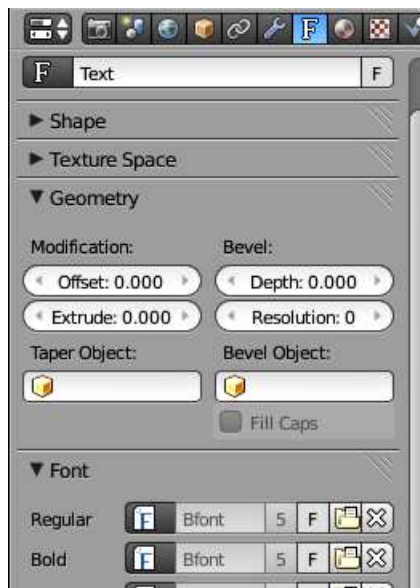 F
F Text F
Shape
Texture Space
Geometry
Modification: Bevel:
Offset: 0.000 Depth: 0.000
Extrude: 0.000 Resolution: 0
Taper Object: Bevel Object:
Fill Caps
Font
Regular F Bfont 5 F
Bold F Bfont 5 F